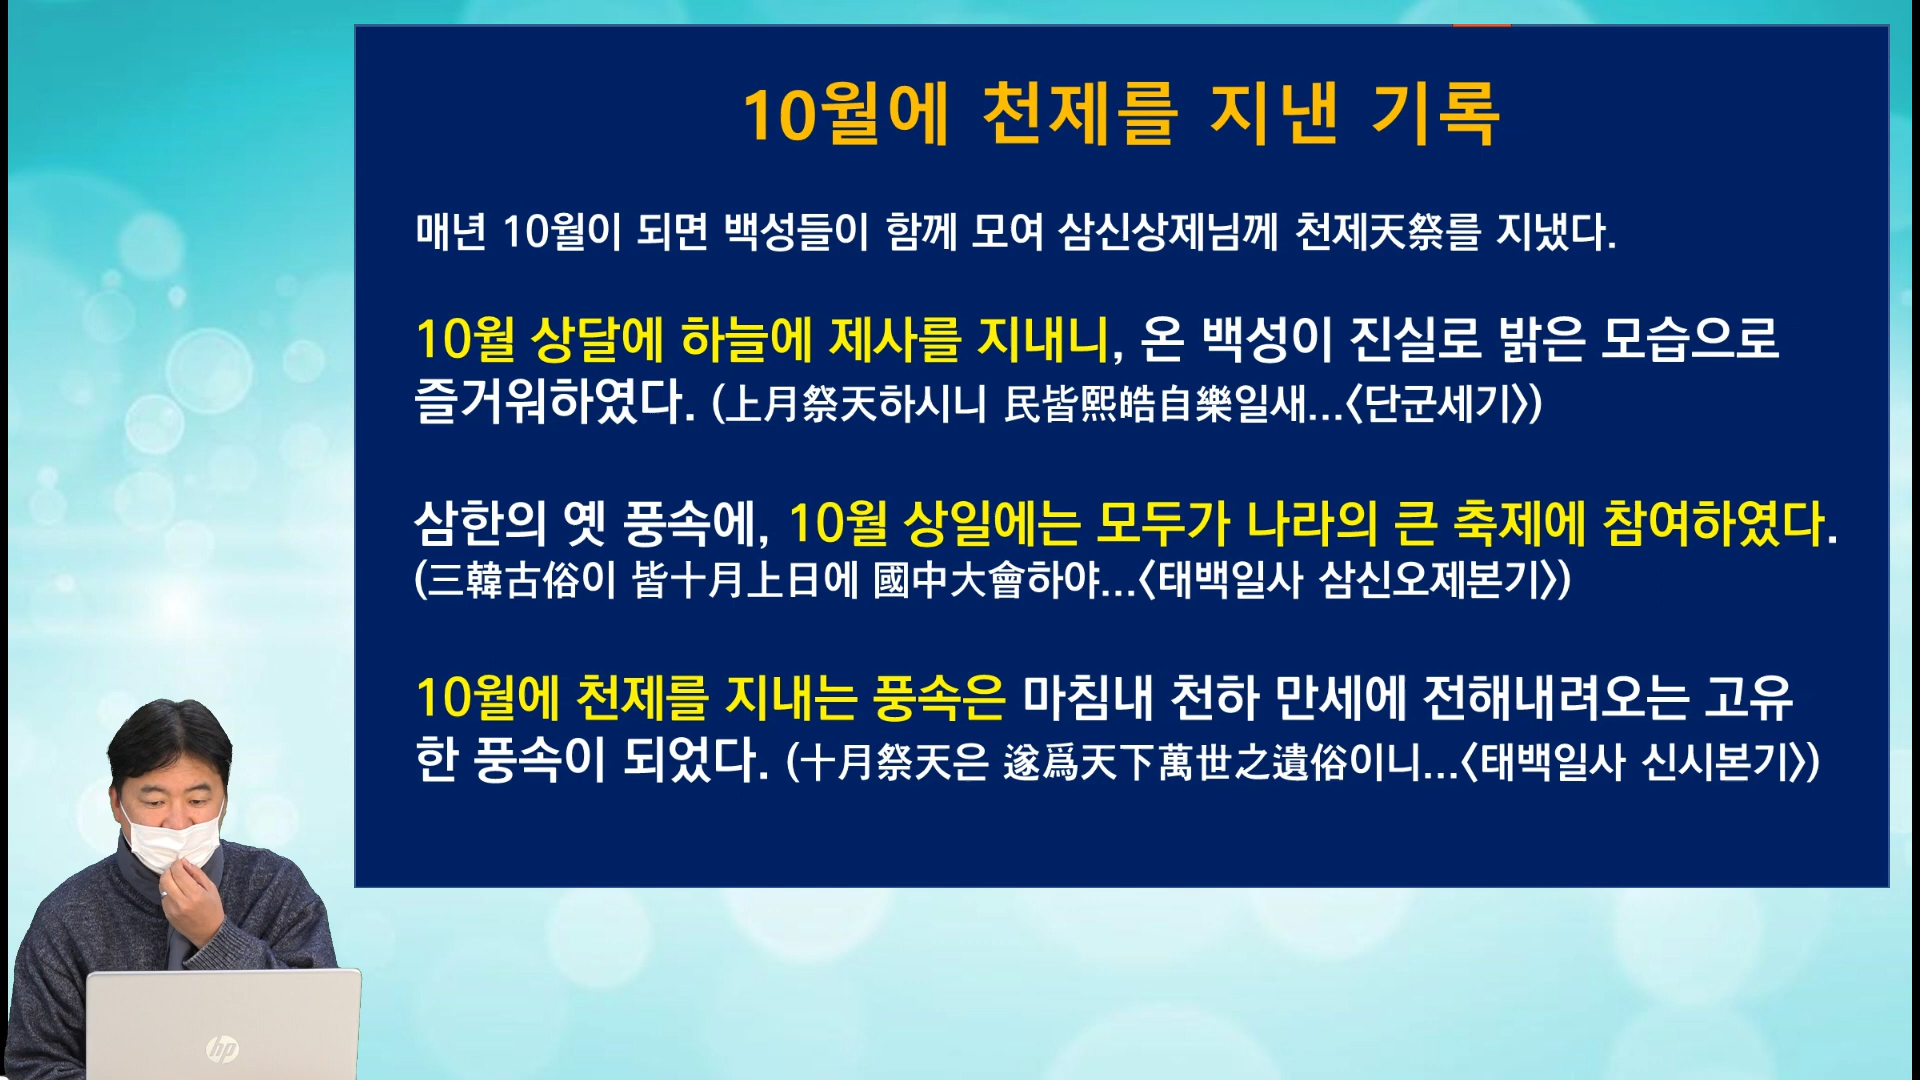 10월에 천제를 지낸 기록
매년 10월이 되면 백성들이 함께 모여 삼신상제님께 천제天祭를 지냈다.
10월 상달에 하늘에 제사를 지내니, 온 백성이 진실로 밝은 모습으로
즐거워하였다. (上月祭天하시니 民皆熙皓自樂일새...〈단군세기〉)
삼한의 옛 풍속에, 10월 상일에는 모두가 나라의 큰 축제에 참여하였다.
(三韓古俗이 皆十月上日에 國中大會하야...〈태백일사 삼신오제본기〉)
10월에 천제를 지내는 풍속은 마침내 천하 만세에 전해내려오는 고유
한 풍속이 되었다. (十月祭天은 遂爲天下萬世之遺俗이니...〈태백일사 신시본기〉)
hp